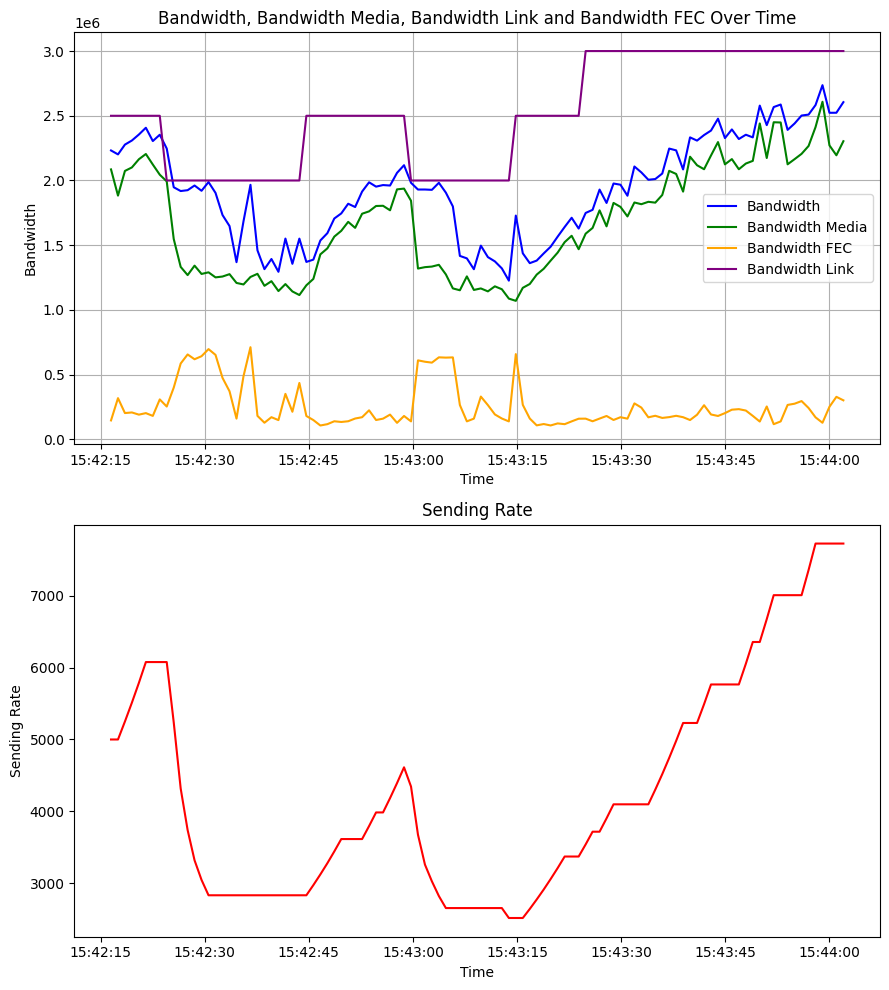 Bandwidth, Bandwidth Media, Bandwidth Link and Bandwidth FEC Over Time
1e6
3.0
2.5
2.0
1.5
1.0
0.5
0.0
Bandwidth
Bandwidth
Bandwidth Media
Bandwidth FEC
Bandwidth Link
15:42:15 15:42:30 15:42:45 15:43:00 15:43:15 15:43:30 15:43:45 15:44:00
Time
Sending Rate
7000
6000
5000
4000
3000
Sending Rate
15:42:15 15:42:30 15:42:45 15:43:00 15:43:15 15:43:30 15:43:45 15:44:00
Time